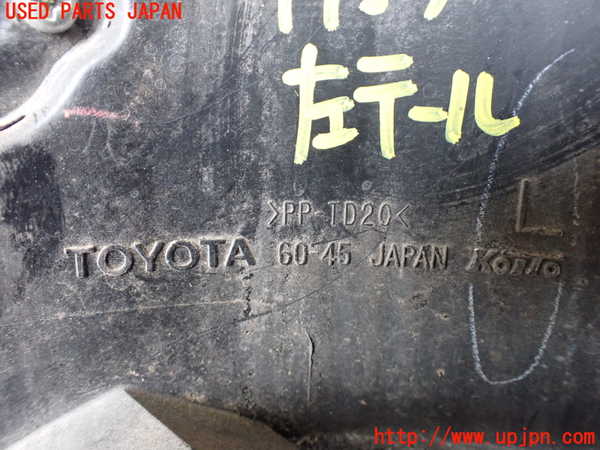 USED PARTS JAPAN
左テール
>PP-TD20<
L
TOYOTA 60-45 JAPAN KOITO
http://www.upjpn.com/